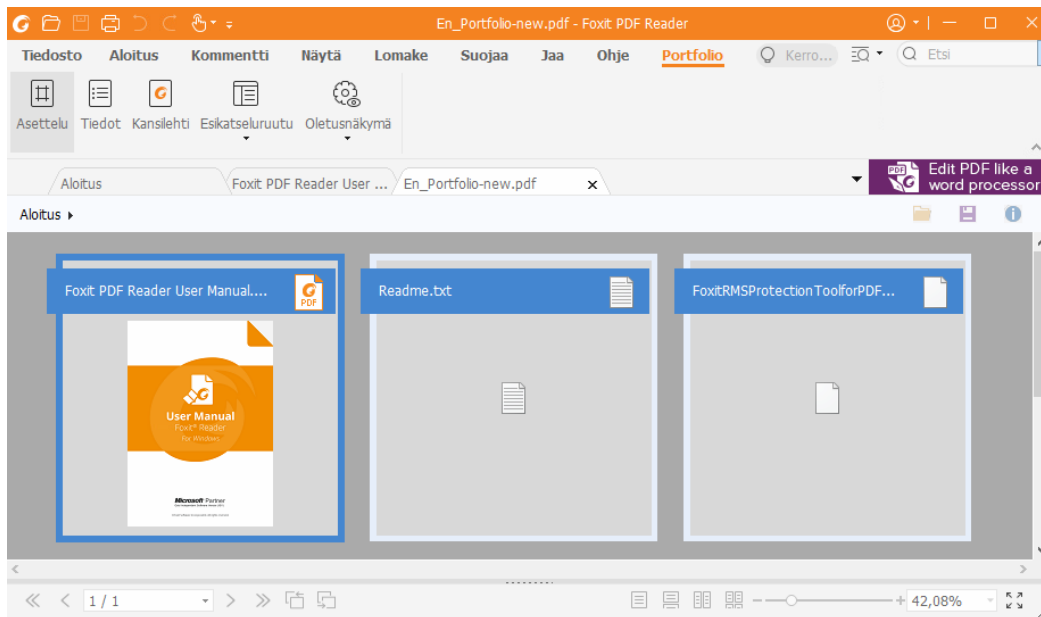 En_Portfolio-new.pdf - Foxit PDF Reader
Tiedosto Aloitus Kommentti Näytä Lomake Suojaa Jaa Ohje Portfolio Kerro... Etsi
Asettelu Tiedot Kansilehti Esikatseluruutu Oletusnäkymä
Aloitus Foxit PDF Reader User ... En_Portfolio-new.pdf x
PDF Edit PDF like a
word processor
Aloitus
Foxit PDF Reader User Manual.... PDF Readme.txt FoxitRMSProtectionToolforPDF...
User Manual
Foxit® Reader
For Windows
Microsoft Partner
1 / 1 42,08%